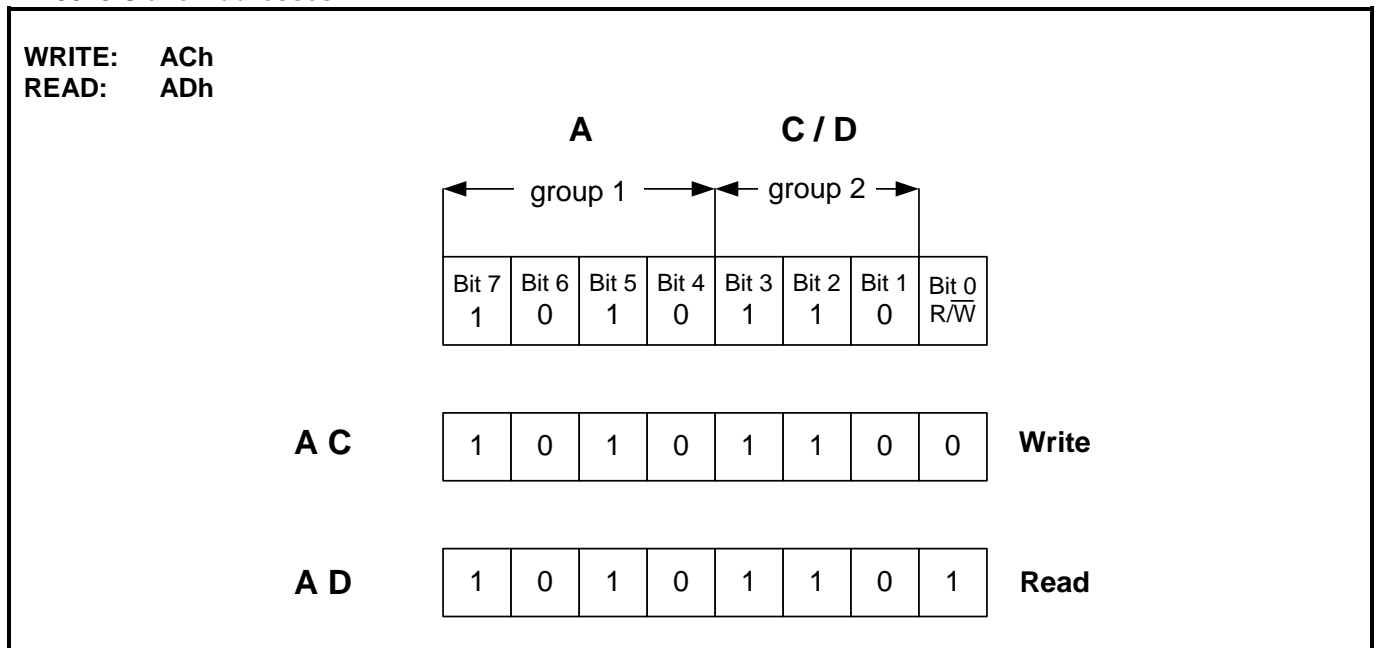 WRITE: ACh
READ: ADh
A C / D
group 1 group 2
Bit 7 Bit 6 Bit 5 Bit 4 Bit 3 Bit 2 Bit 1 Bit 0
1 0 1 0 1 1 0 R/W̅
A C 1 0 1 0 1 1 0 0 Write
A D 1 0 1 0 1 1 0 1 Read